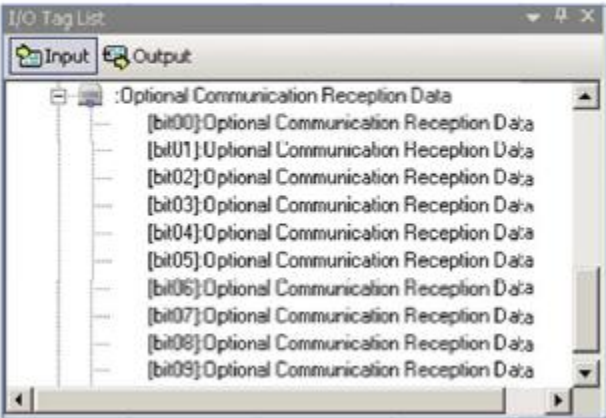 I/O Tag List
Input Output
:Optional Communication Reception Data
[bit00]:Optional Communication Reception Data
[bit01]:Optional Communication Reception Data
[bit02]:Optional Communication Reception Data
[bit03]:Optional Communication Reception Data
[bit04]:Optional Communication Reception Data
[bit05]:Optional Communication Reception Data
[bit06]:Optional Communication Reception Data
[bit07]:Optional Communication Reception Data
[bit08]:Optional Communication Reception Data
[bit09]:Optional Communication Reception Data